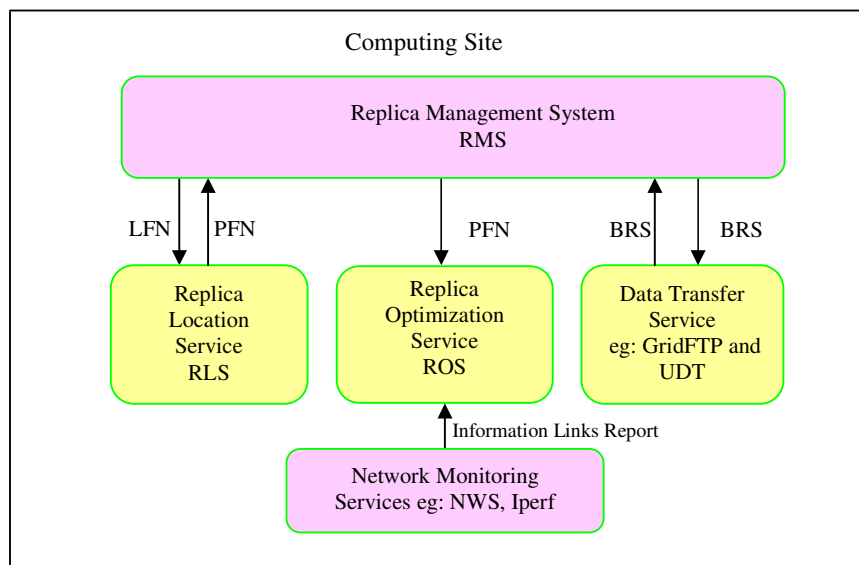 Computing Site
Replica Management System
RMS
LFN
PFN
PFN
BRS
BRS
Replica
Location
Service
RLS
Replica
Optimization
Service
ROS
Data Transfer
Service
eg: GridFTP and
UDT
Information Links Report
Network Monitoring
Services eg: NWS, Iperf